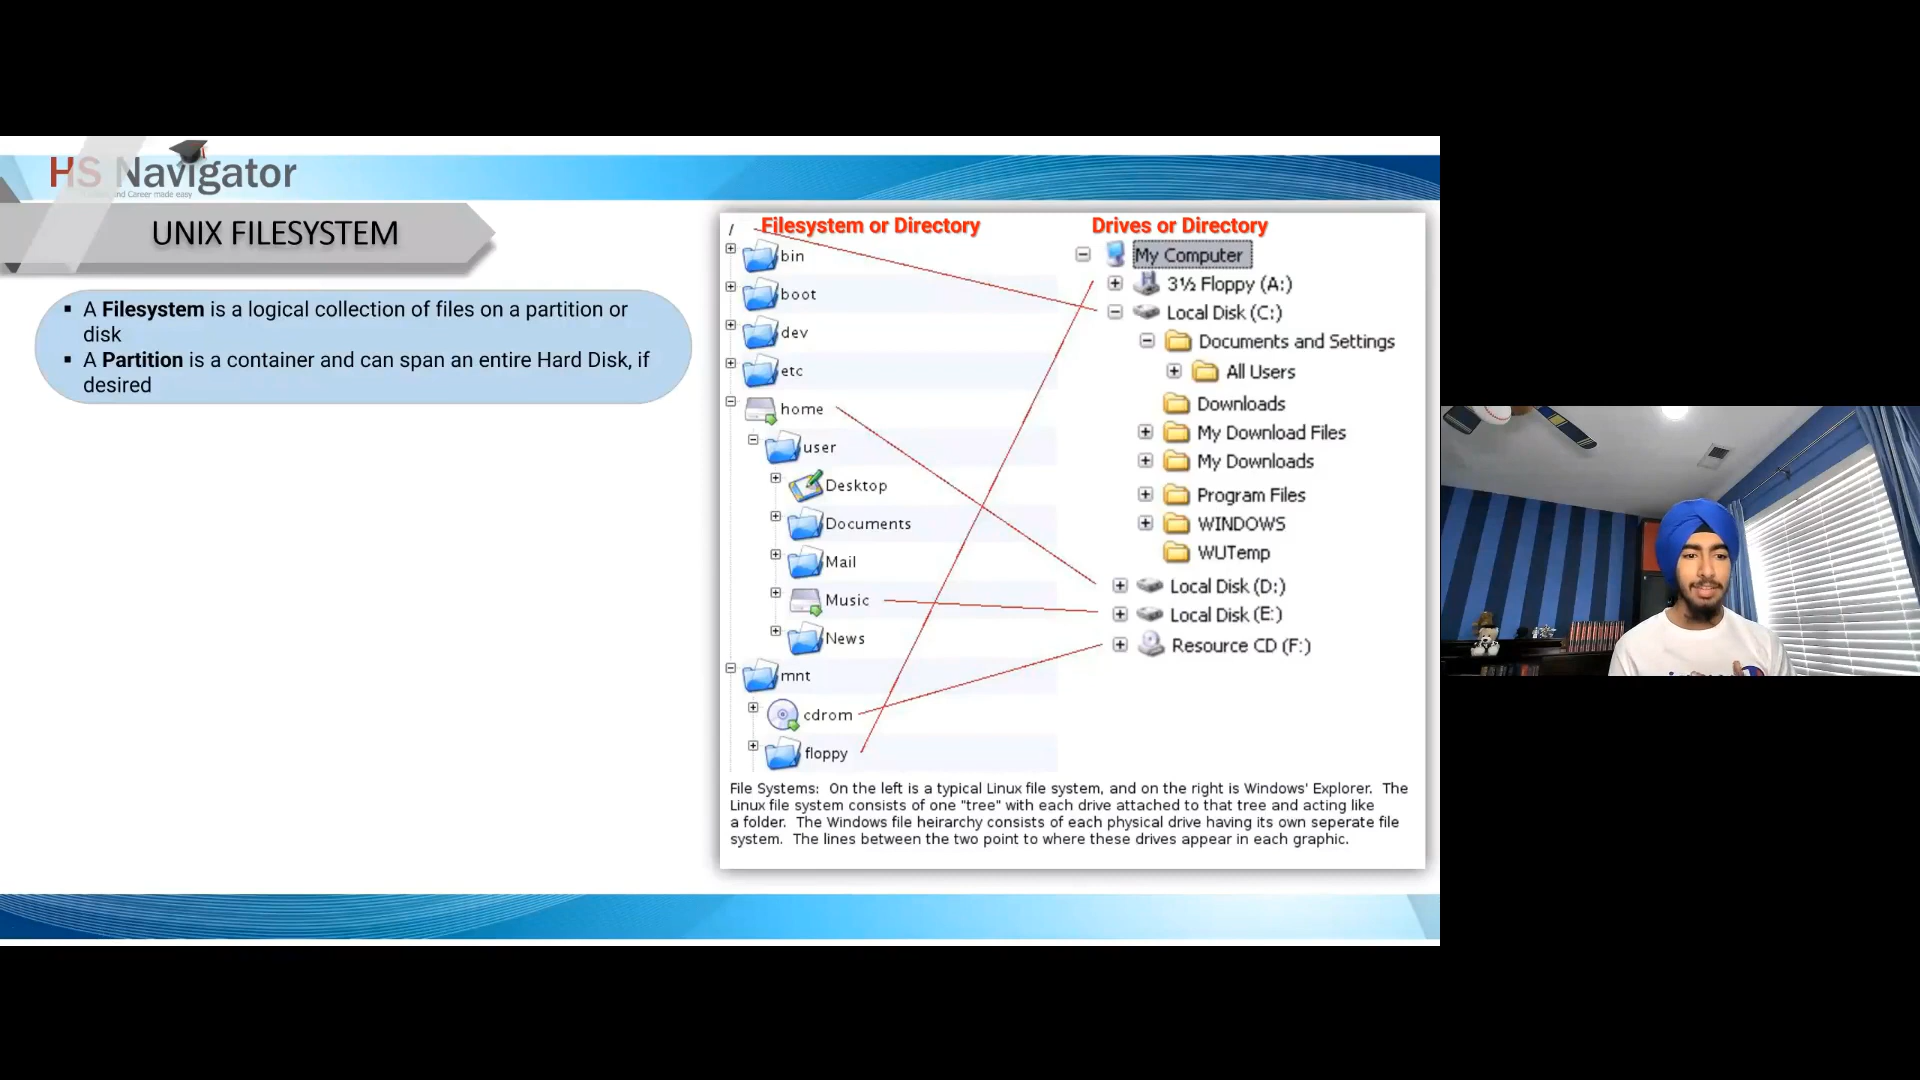 HS Navigator
and Career made easy
UNIX FILESYSTEM
▪ A Filesystem is a logical collection of files on a partition or
disk
▪ A Partition is a container and can span an entire Hard Disk, if
desired
Filesystem or Directory
/
bin
boot
dev
etc
home
user
Desktop
Documents
Mail
Music
News
mnt
cdrom
floppy
Drives or Directory
My Computer
3½ Floppy (A:)
Local Disk (C:)
Documents and Settings
All Users
Downloads
My Download Files
My Downloads
Program Files
WINDOWS
WUTemp
Local Disk (D:)
Local Disk (E:)
Resource CD (F:)
File Systems:  On the left is a typical Linux file system, and on the right is Windows' Explorer.  The
Linux file system consists of one "tree" with each drive attached to that tree and acting like
a folder.  The Windows file heirarchy consists of each physical drive having its own seperate file
system.  The lines between the two point to where these drives appear in each graphic.